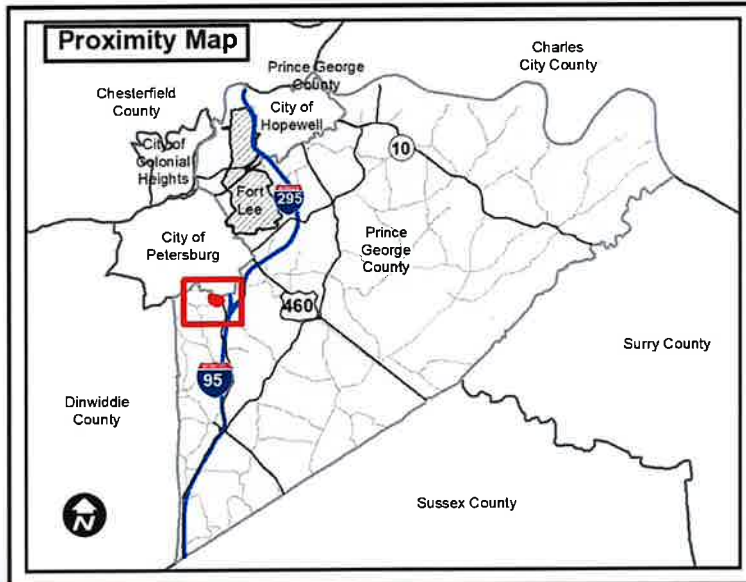 Proximity Map
Prince George
County
Charles
City County
Chesterfield
County
City of
Hopewell
City of
Colonial
Heights
10
Fort
Lee
295
City of
Petersburg
Prince
George
County
460
Surry County
95
Dinwiddie
County
Sussex County
N